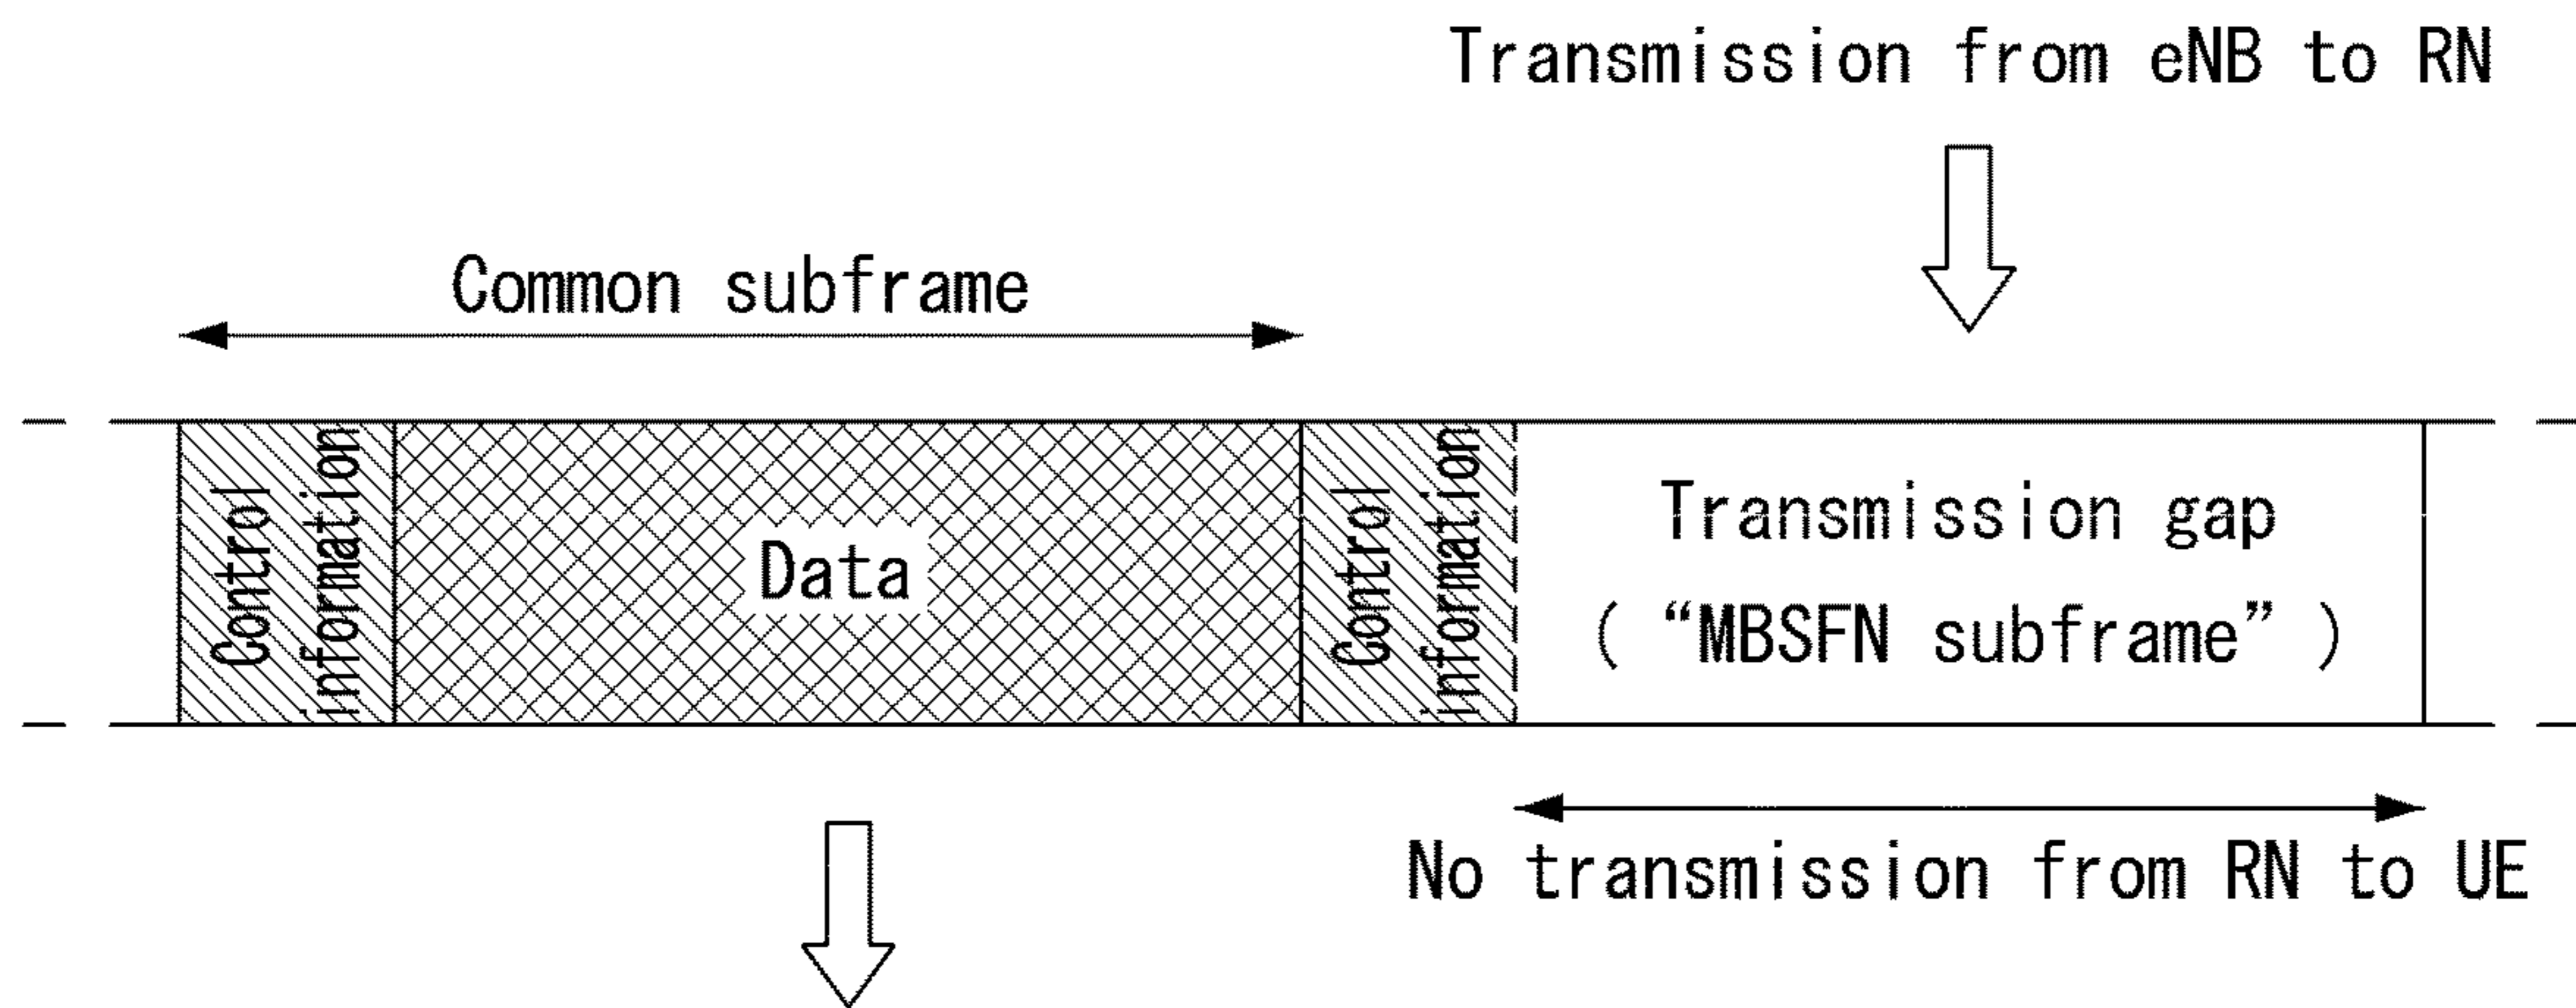 Transmission from eNB to RN
Common subframe
Control
information
Data
Control
information
Transmission gap
( “MBSFN subframe” )
No transmission from RN to UE